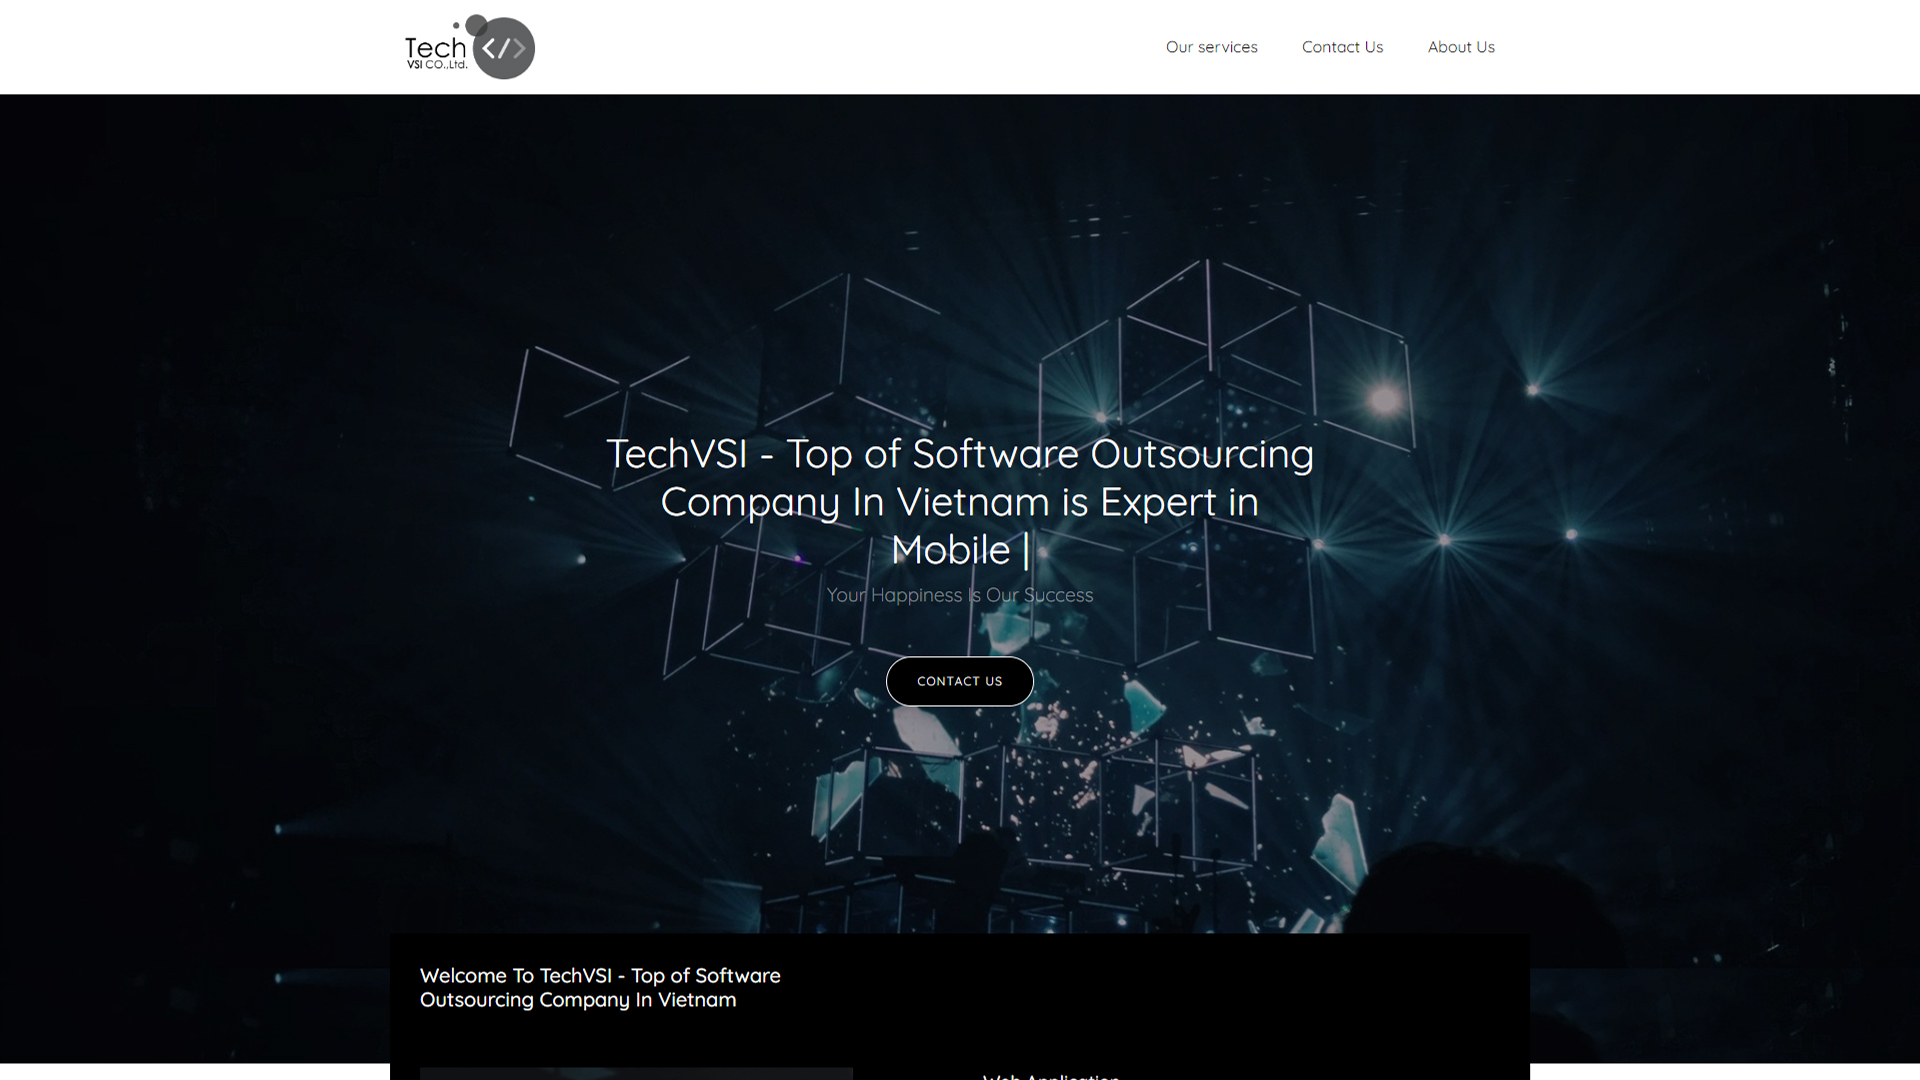 Tech
VSI CO.,Ltd.
</>
Our services
Contact Us
About Us
TechVSI - Top of Software Outsourcing
Company In Vietnam is Expert in
Mobile |
Your Happiness Is Our Success
CONTACT US
Welcome To TechVSI - Top of Software
Outsourcing Company In Vietnam
Web Application